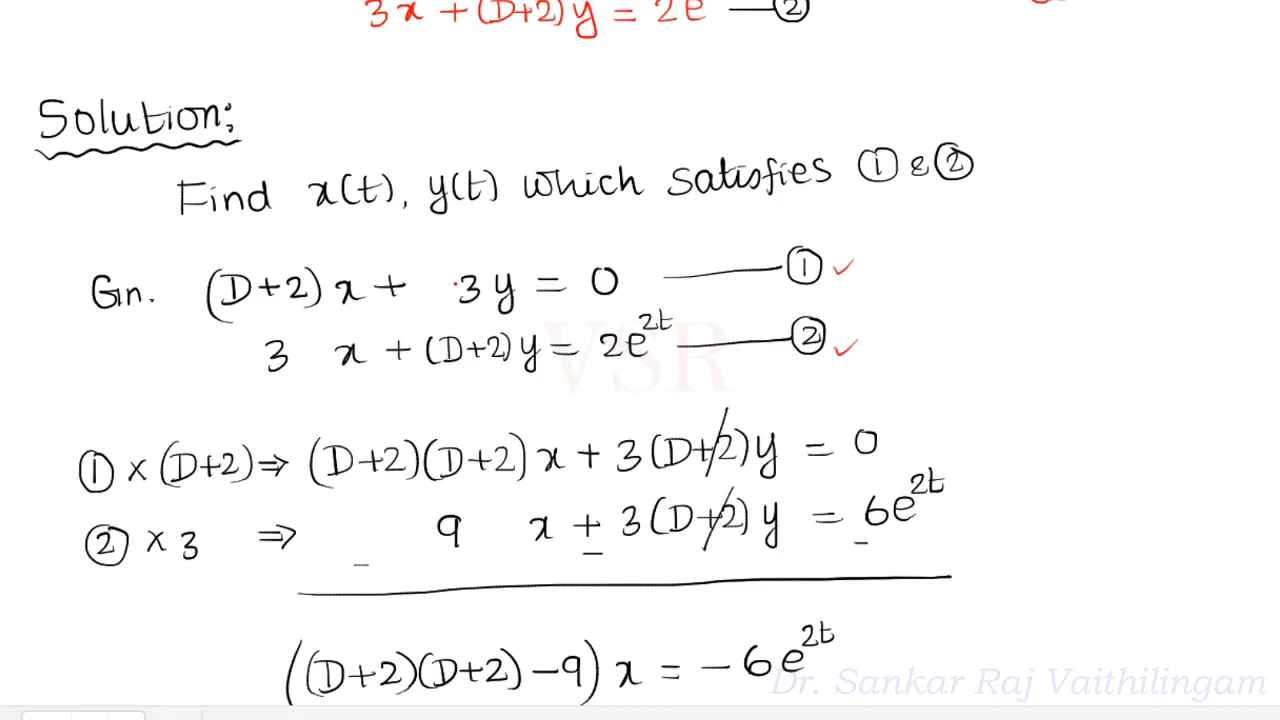 3x + (D+2)y = 2e —②
Solution:
Find x(t), y(t) which satisfies ① & ②
Gn. (D+2)x + 3y = 0 —① ✓
3 x + (D+2)y = 2e^{2t} —② ✓
VSR
① × (D+2) ⇒ (D+2)(D+2)x + 3(D+2)y = 0
② × 3 ⇒ 9 x + 3(D+2)y = 6e^{2t}
− − −
((D+2)(D+2) − 9) x = − 6e^{2t}
Dr. Sankar Raj Vaithilingam